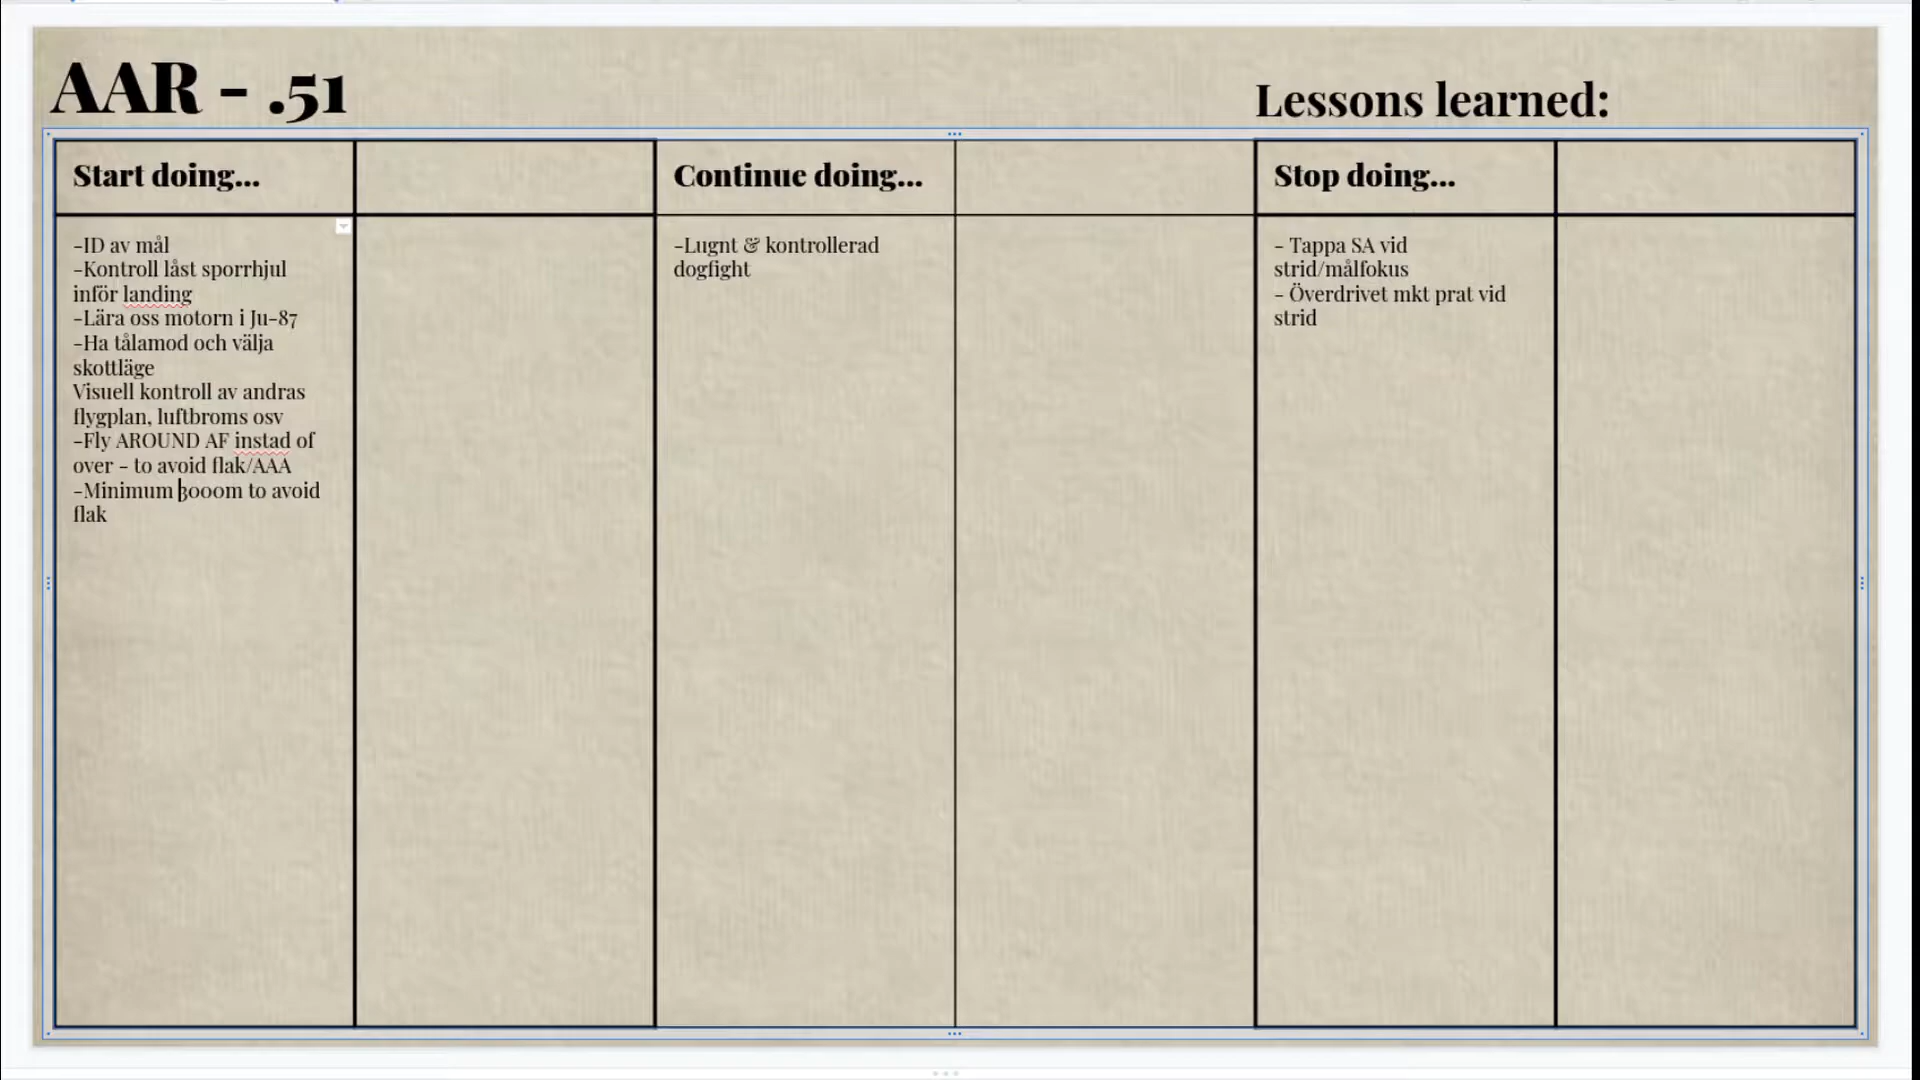 AAR - .51
Lessons learned:
Start doing...
Continue doing...
Stop doing...
-ID av mål
-Kontroll låst sporrhjul
inför landing
-Lära oss motorn i Ju-87
-Ha tålamod och välja
skottläge
Visuell kontroll av andras
flygplan, luftbroms osv
-Fly AROUND AF instad of
over - to avoid flak/AAA
-Minimum 3000m to avoid
flak
-Lugnt & kontrollerad
dogfight
- Tappa SA vid
strid/målfokus
- Överdrivet mkt prat vid
strid